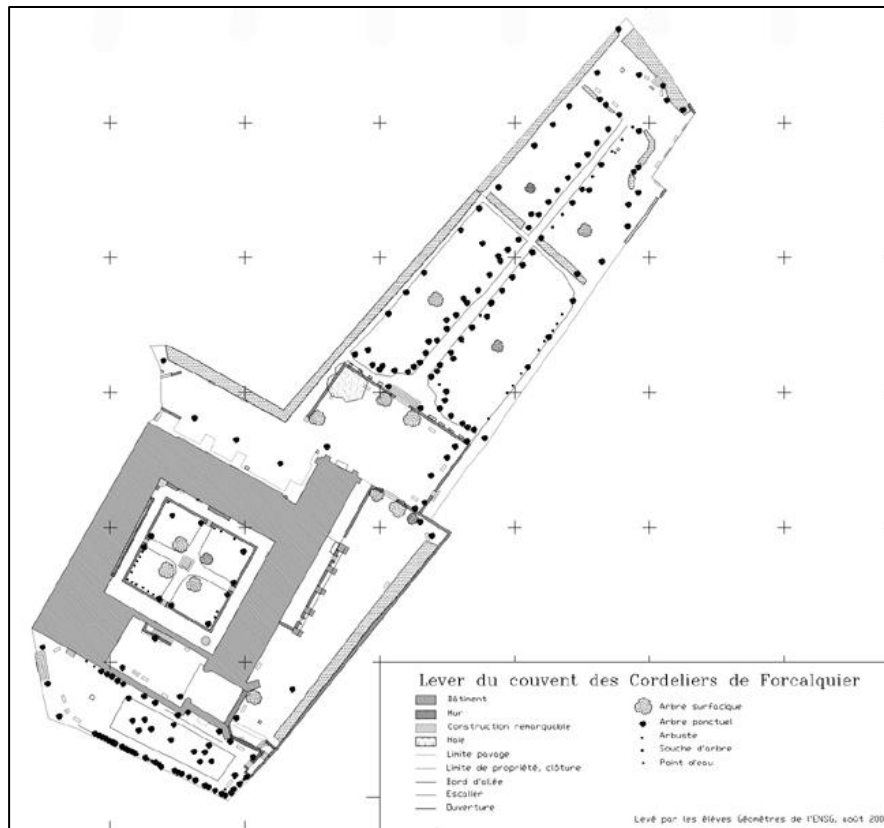 Lever du couvent des Cordeliers de Forcalquier
Bâtiment
Mur
Construction remarquable
Haie
Limite pavage
Limite de propriété, clôture
Bord d'allée
Escalier
Ouverture
Arbre surfacique
Arbre ponctuel
Arbuste
Souche d'arbre
Point d'eau
Levé par les élèves Géomètres de l'ENSG, août 200